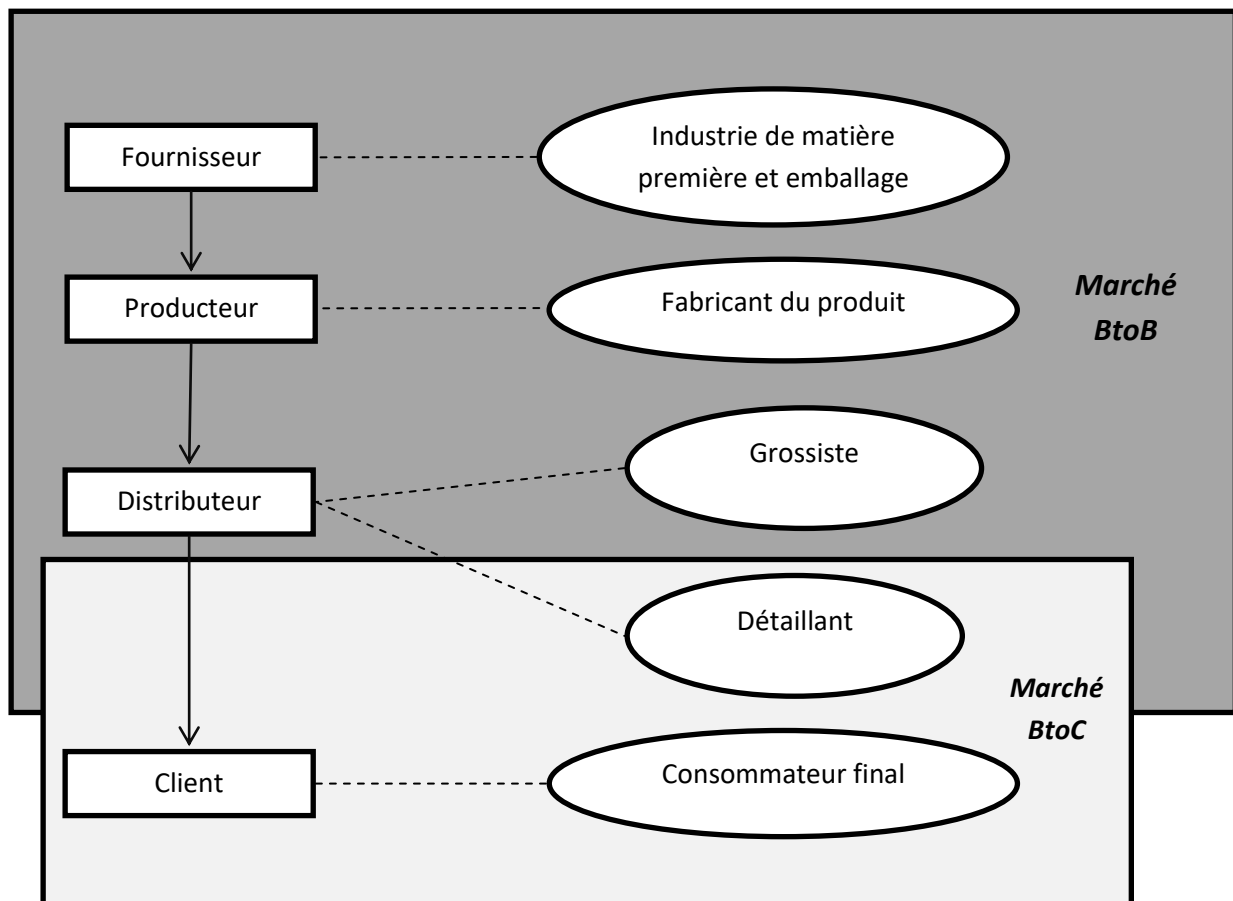 Fournisseur
Industrie de matière
première et emballage
Producteur
Fabricant du produit
Marché
BtoB
Distributeur
Grossiste
Détaillant
Marché
BtoC
Client
Consommateur final